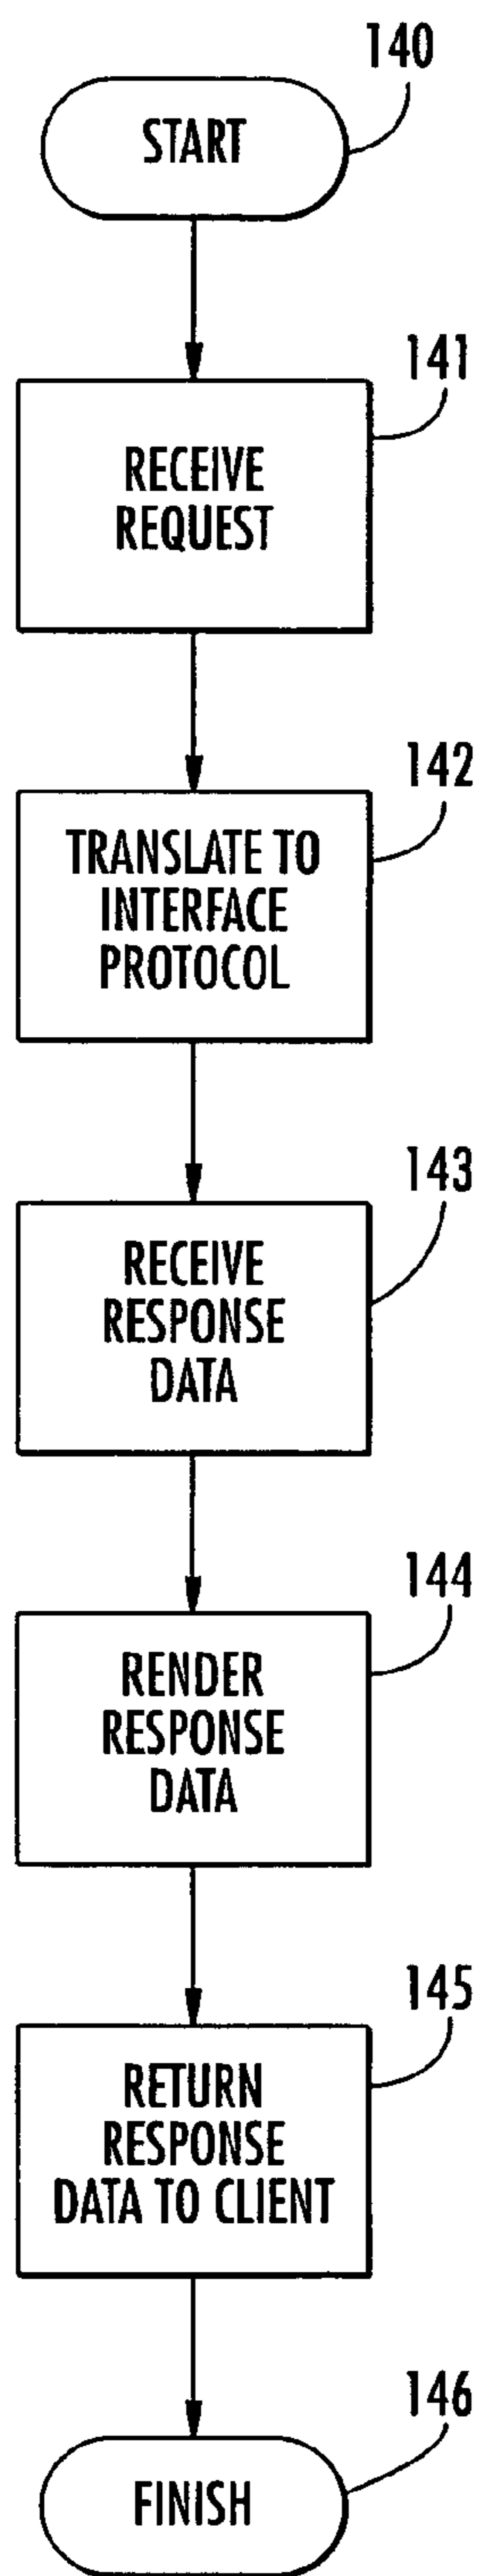 140
START
141
RECEIVE
REQUEST
142
TRANSLATE TO
INTERFACE
PROTOCOL
143
RECEIVE
RESPONSE
DATA
144
RENDER
RESPONSE
DATA
145
RETURN
RESPONSE
DATA TO CLIENT
146
FINISH